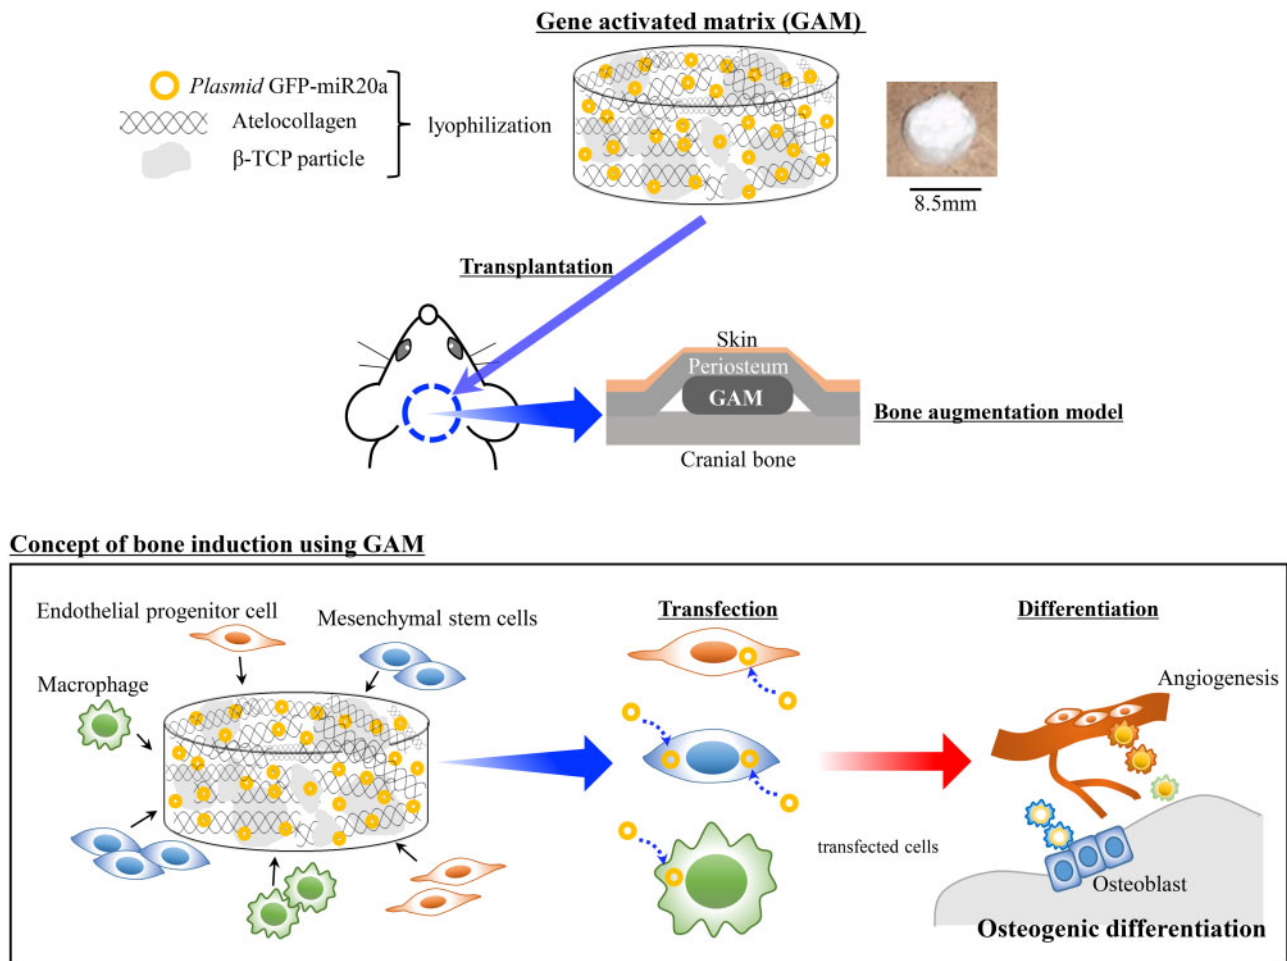 Gene activated matrix (GAM)
Plasmid GFP-miR20a
Atelocollagen
β-TCP particle
lyophilization
8.5mm
Transplantation
Skin
Periosteum
GAM
Bone augmentation model
Cranial bone
Concept of bone induction using GAM
Endothelial progenitor cell
Mesenchymal stem cells
Macrophage
Transfection
Differentiation
Angiogenesis
transfected cells
Osteoblast
Osteogenic differentiation